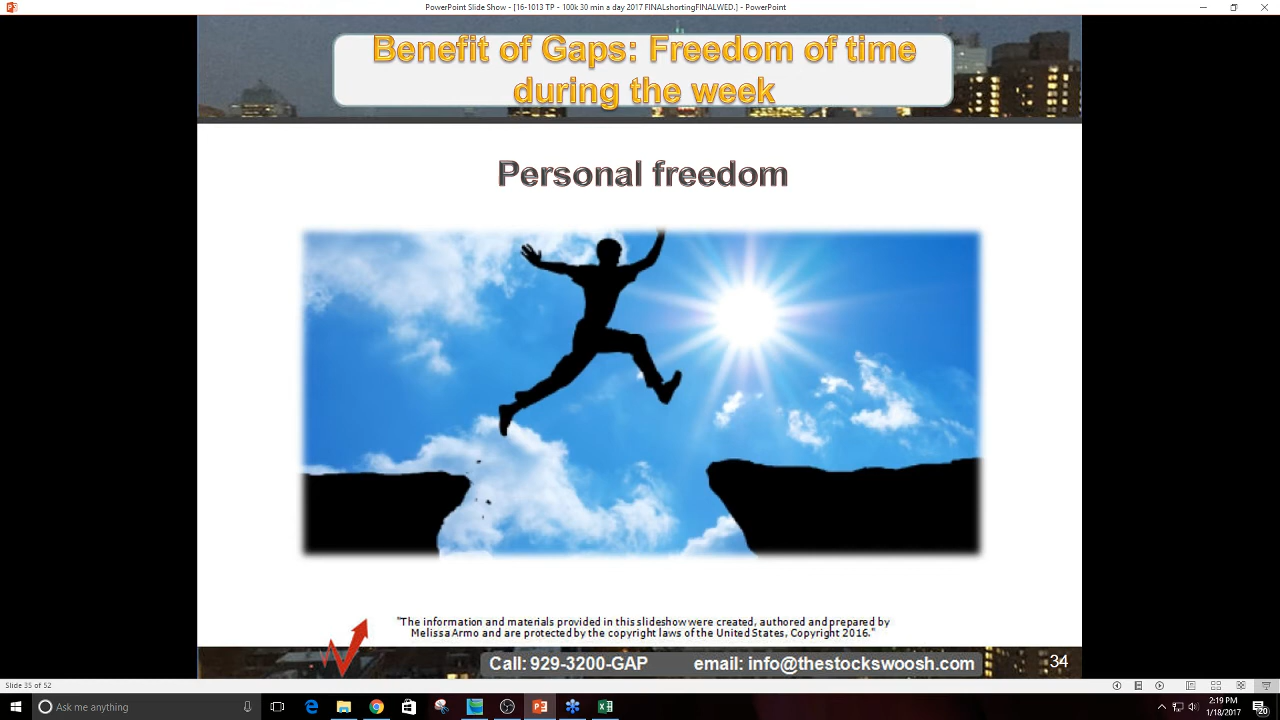 PowerPoint Slide Show - [16-1013 TP - 100k 30 min a day 2017 FINALshortingFINALWED.] - PowerPoint
Benefit of Gaps: Freedom of time
during the week
Personal freedom
"The information and materials provided in this slideshow were created, authored and prepared by
Melissa Armo and are protected by the copyright laws of the United States, Copyright 2016."
Call: 929-3200-GAP email: info@thestockswoosh.com 34
Slide 35 of 52
Ask me anything
2:19 PM
1/18/2017
20